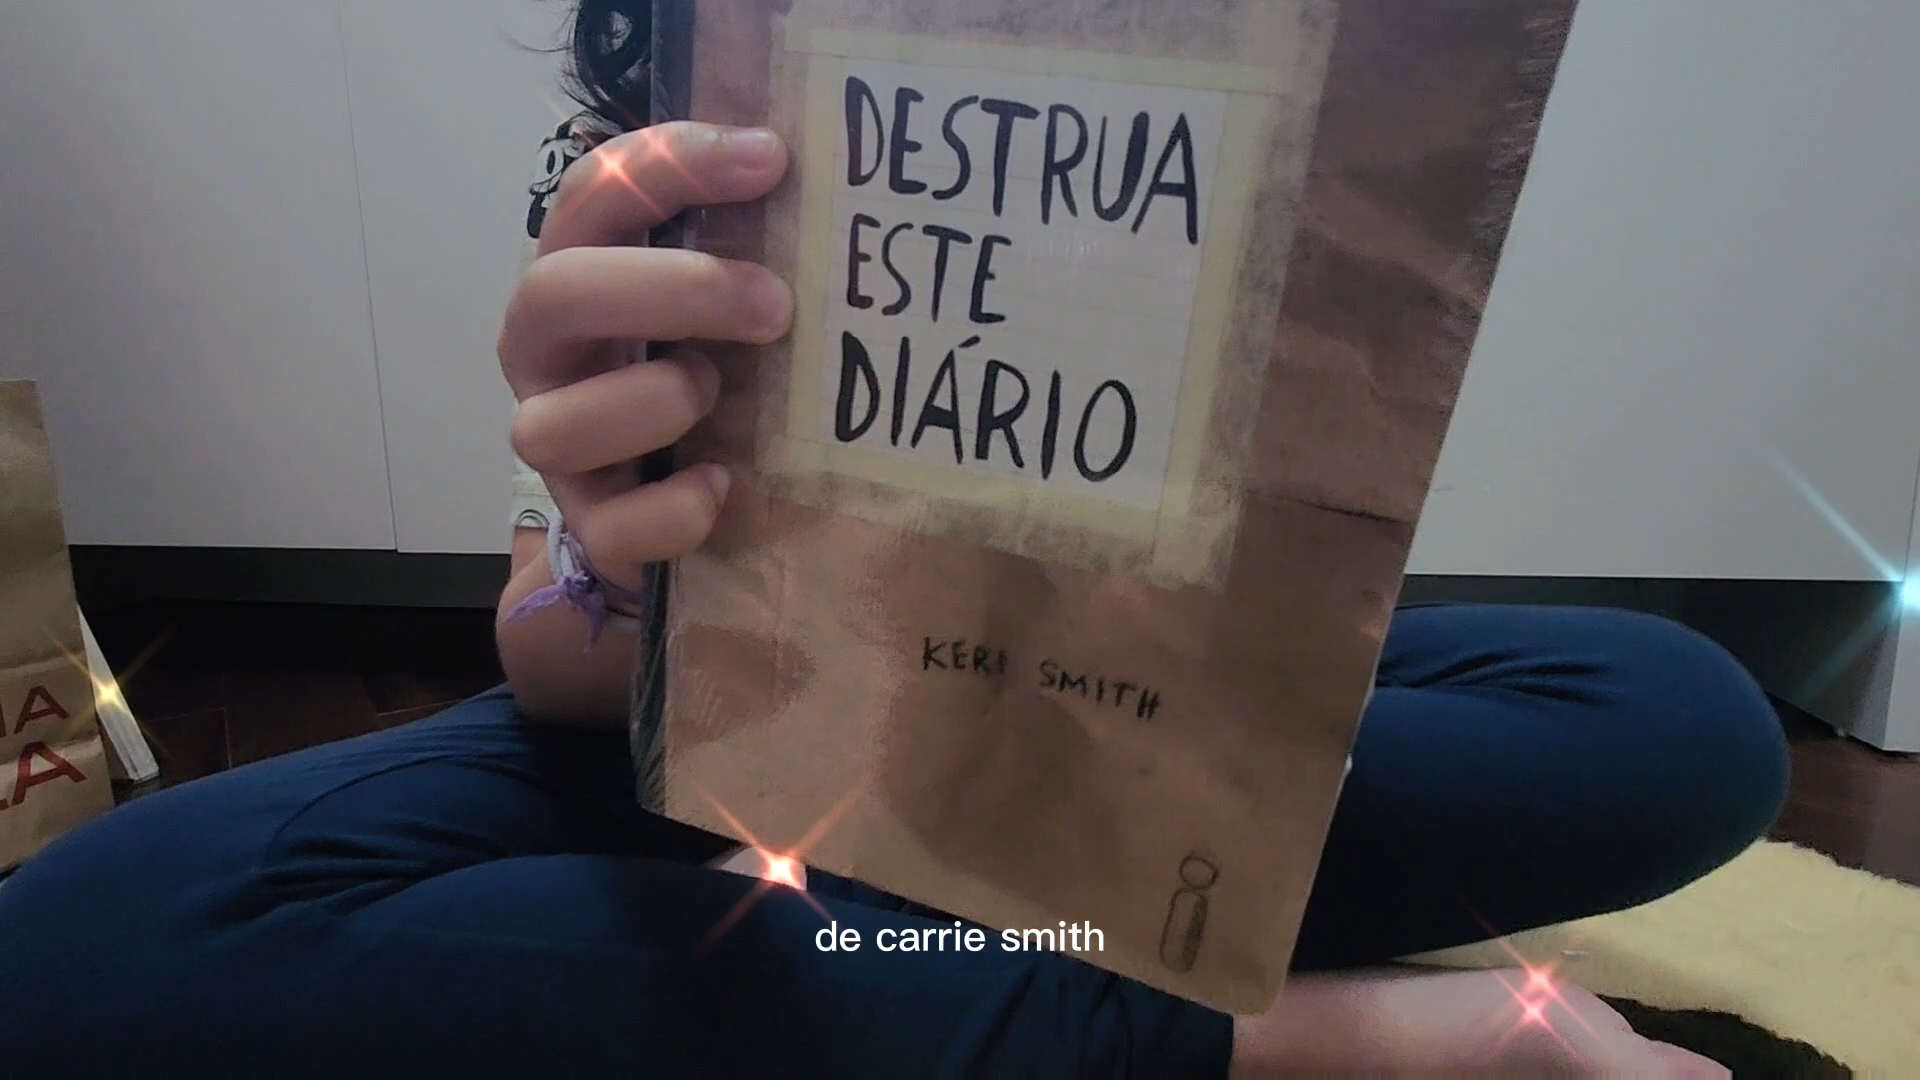 DESTRUA
ESTE
DIÁRIO
KERI SMITH
de carrie smith